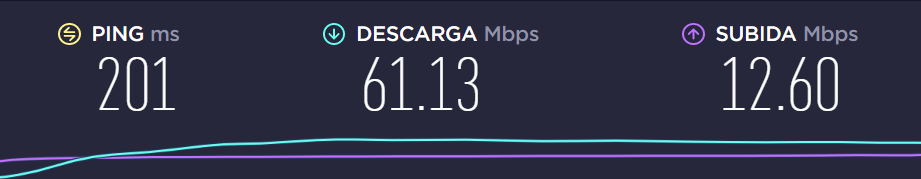 PING ms DESCARGA Mbps SUBIDA Mbps
201 61.13 12.60